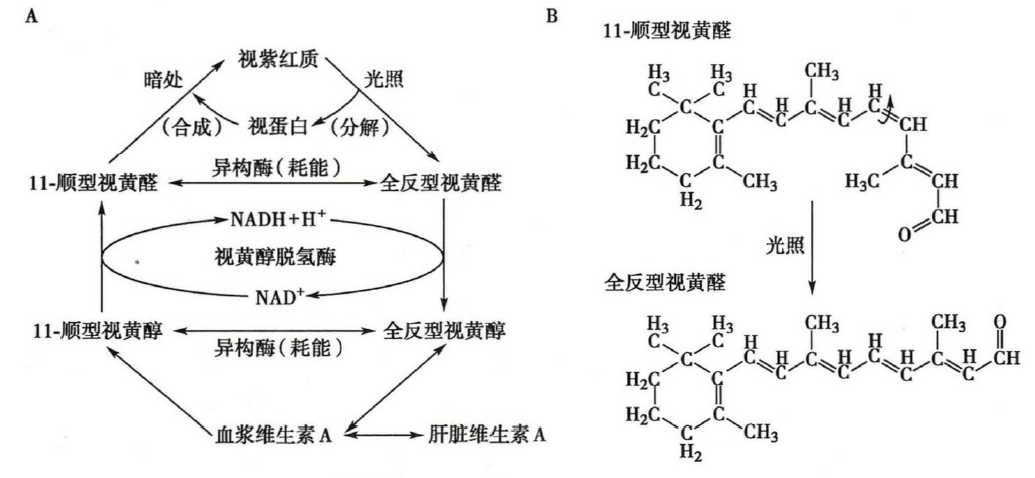 A
视紫红质
暗处
光照
(合成)
视蛋白
(分解)
异构酶(耗能)
11-顺型视黄醛
全反型视黄醛
NADH+H⁺
视黄醇脱氢酶
NAD⁺
11-顺型视黄醇
全反型视黄醇
异构酶(耗能)
血浆维生素A
肝脏维生素A
B
11-顺型视黄醛
H₃ H₃ CH₃
C C H H H
C C C C C CH
H₂C C
H₂C C C
C CH₃ H₃C CH
H₂ CH
O
光照
全反型视黄醛
H₃ H₃ CH₃ CH₃ O
C C H H H H H CH
C C C C C C C C
H₂C C
H₂C C
C CH₃
H₂